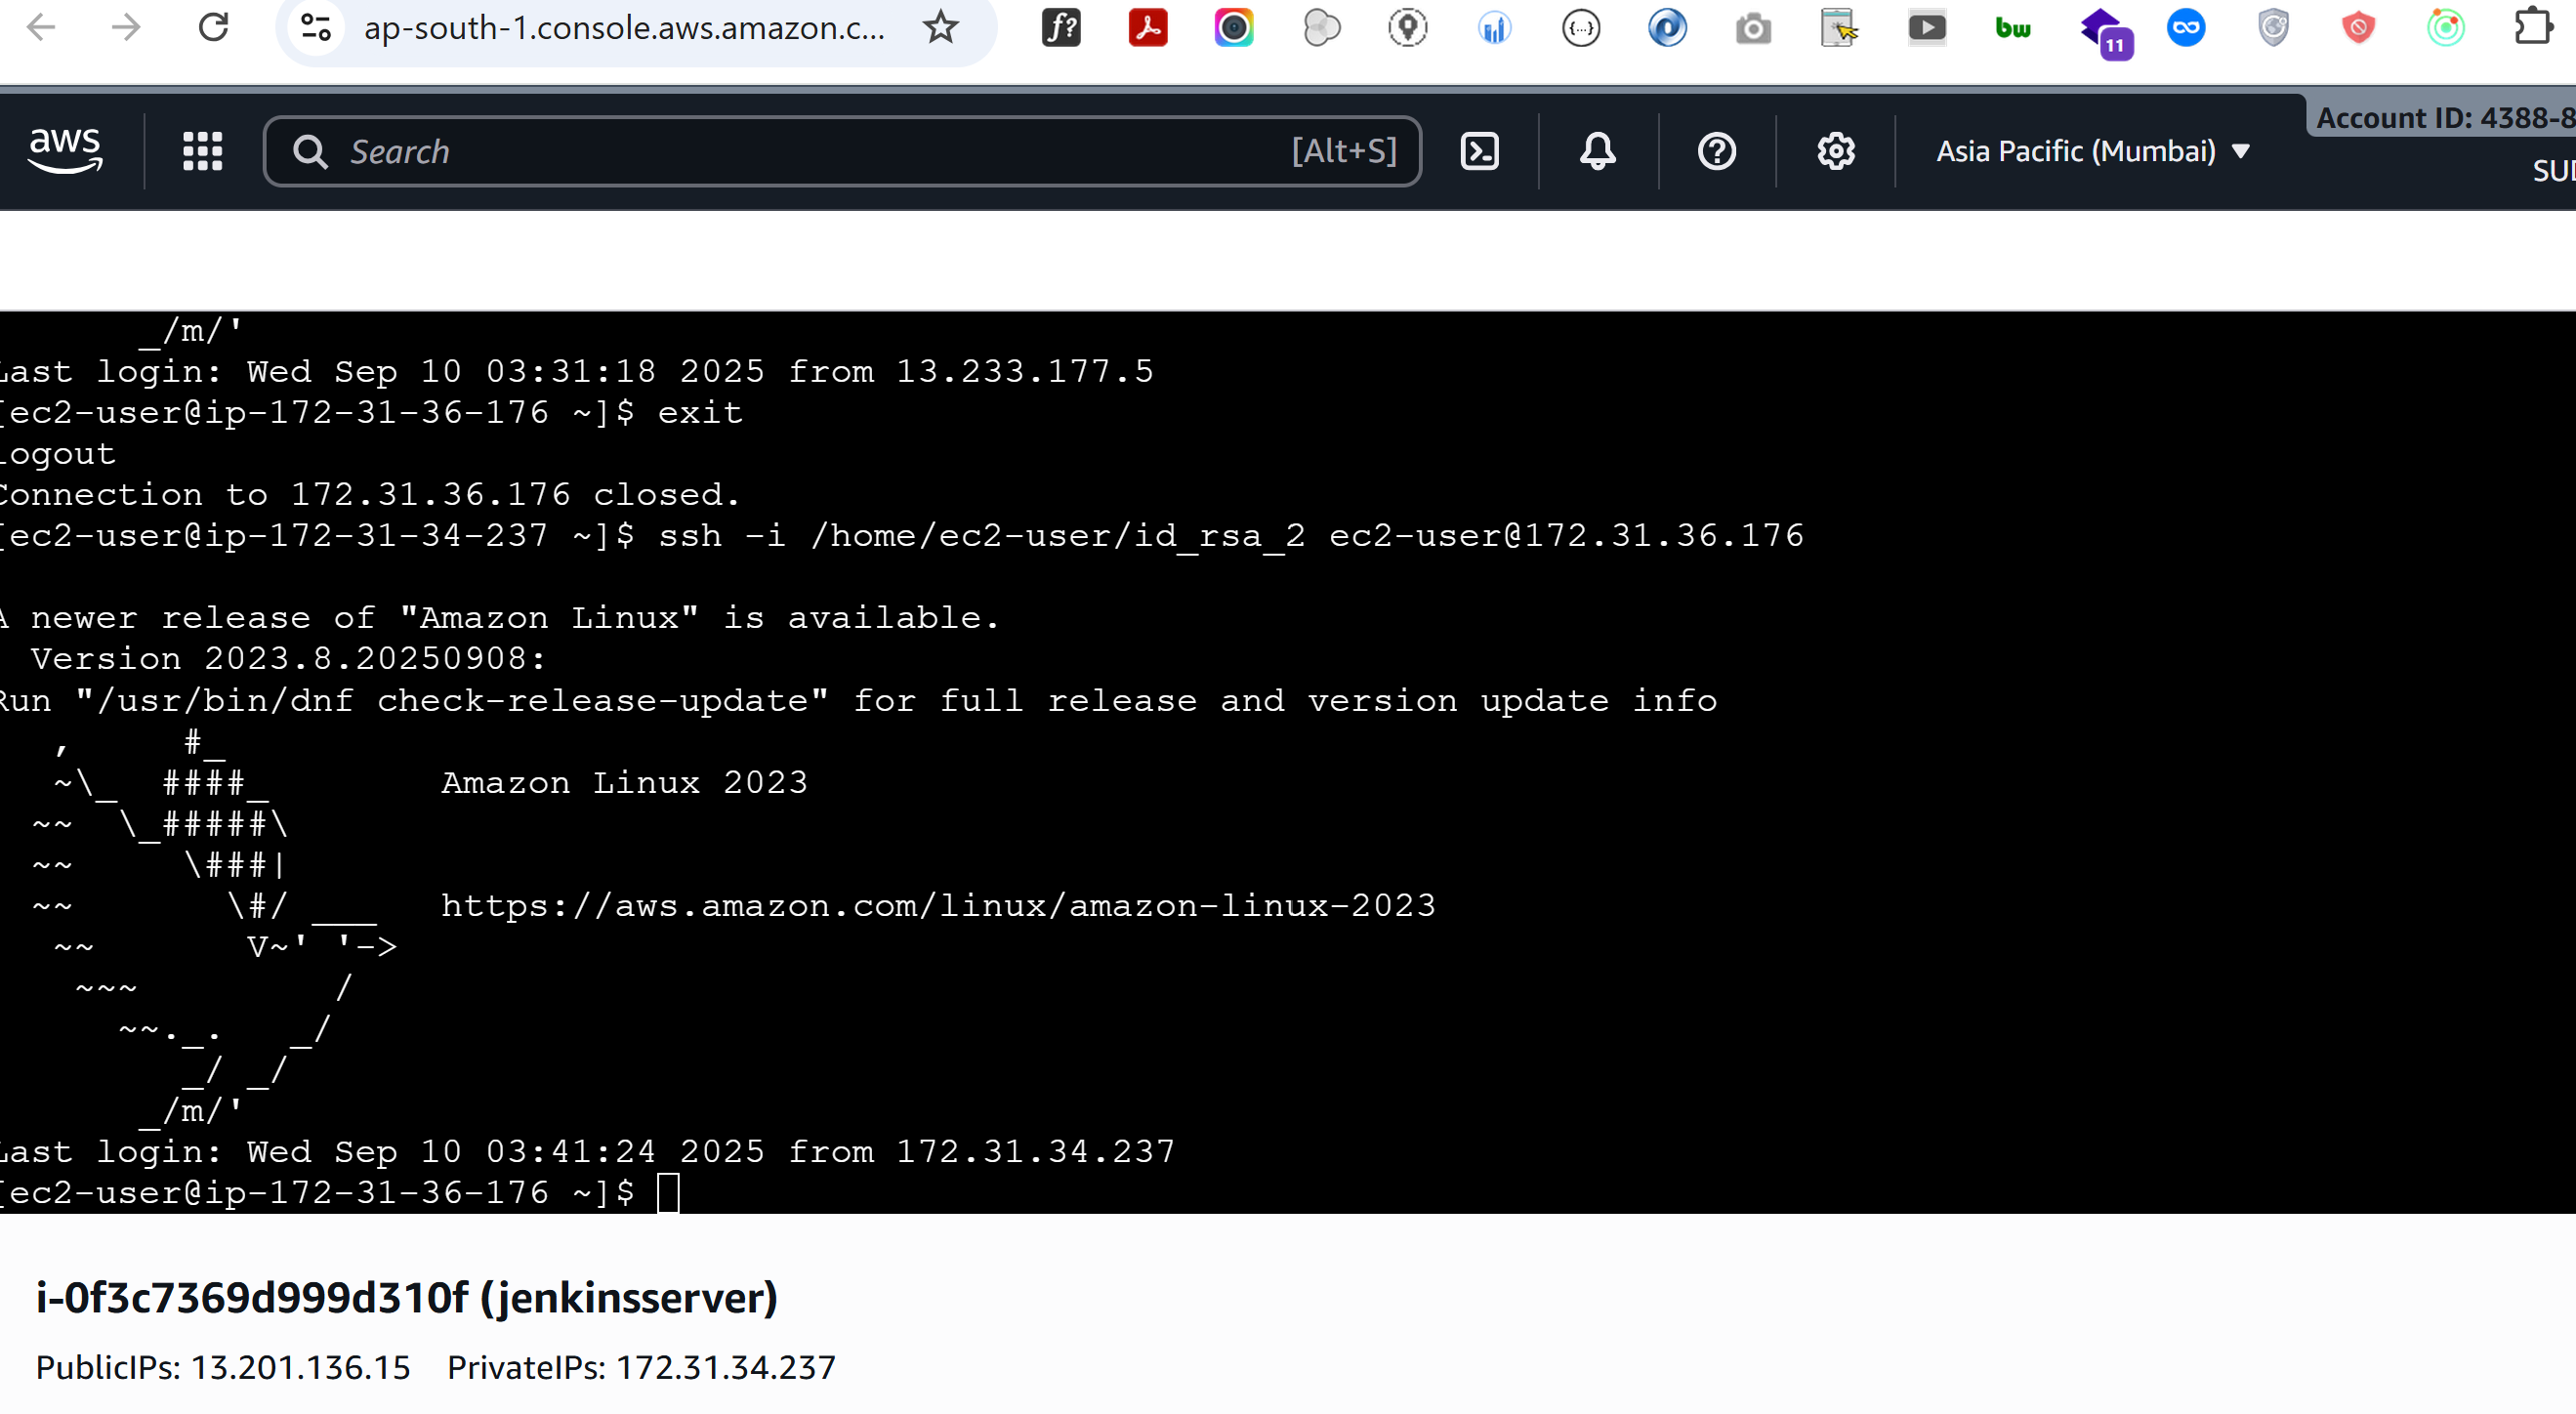 ap-south-1.console.aws.amazon.c...
f?
bw
11
aws
Search
[Alt+S]
Asia Pacific (Mumbai)
Account ID: 4388-8
SUD
     _/m/'
Last login: Wed Sep 10 03:31:18 2025 from 13.233.177.5
[ec2-user@ip-172-31-36-176 ~]$ exit
logout
Connection to 172.31.36.176 closed.
[ec2-user@ip-172-31-34-237 ~]$ ssh -i /home/ec2-user/id_rsa_2 ec2-user@172.31.36.176
A newer release of "Amazon Linux" is available.
  Version 2023.8.20250908:
Run "/usr/bin/dnf check-release-update" for full release and version update info
   ,     #_
   ~\_  ####_        Amazon Linux 2023
  ~~  \_#####\
  ~~     \###|
  ~~       \#/ ___   https://aws.amazon.com/linux/amazon-linux-2023
   ~~       V~' '->
    ~~~         /
      ~~._.   _/
         _/ _/
       _/m/'
Last login: Wed Sep 10 03:41:24 2025 from 172.31.34.237
[ec2-user@ip-172-31-36-176 ~]$
i-0f3c7369d999d310f (jenkinsserver)
PublicIPs: 13.201.136.15 PrivateIPs: 172.31.34.237